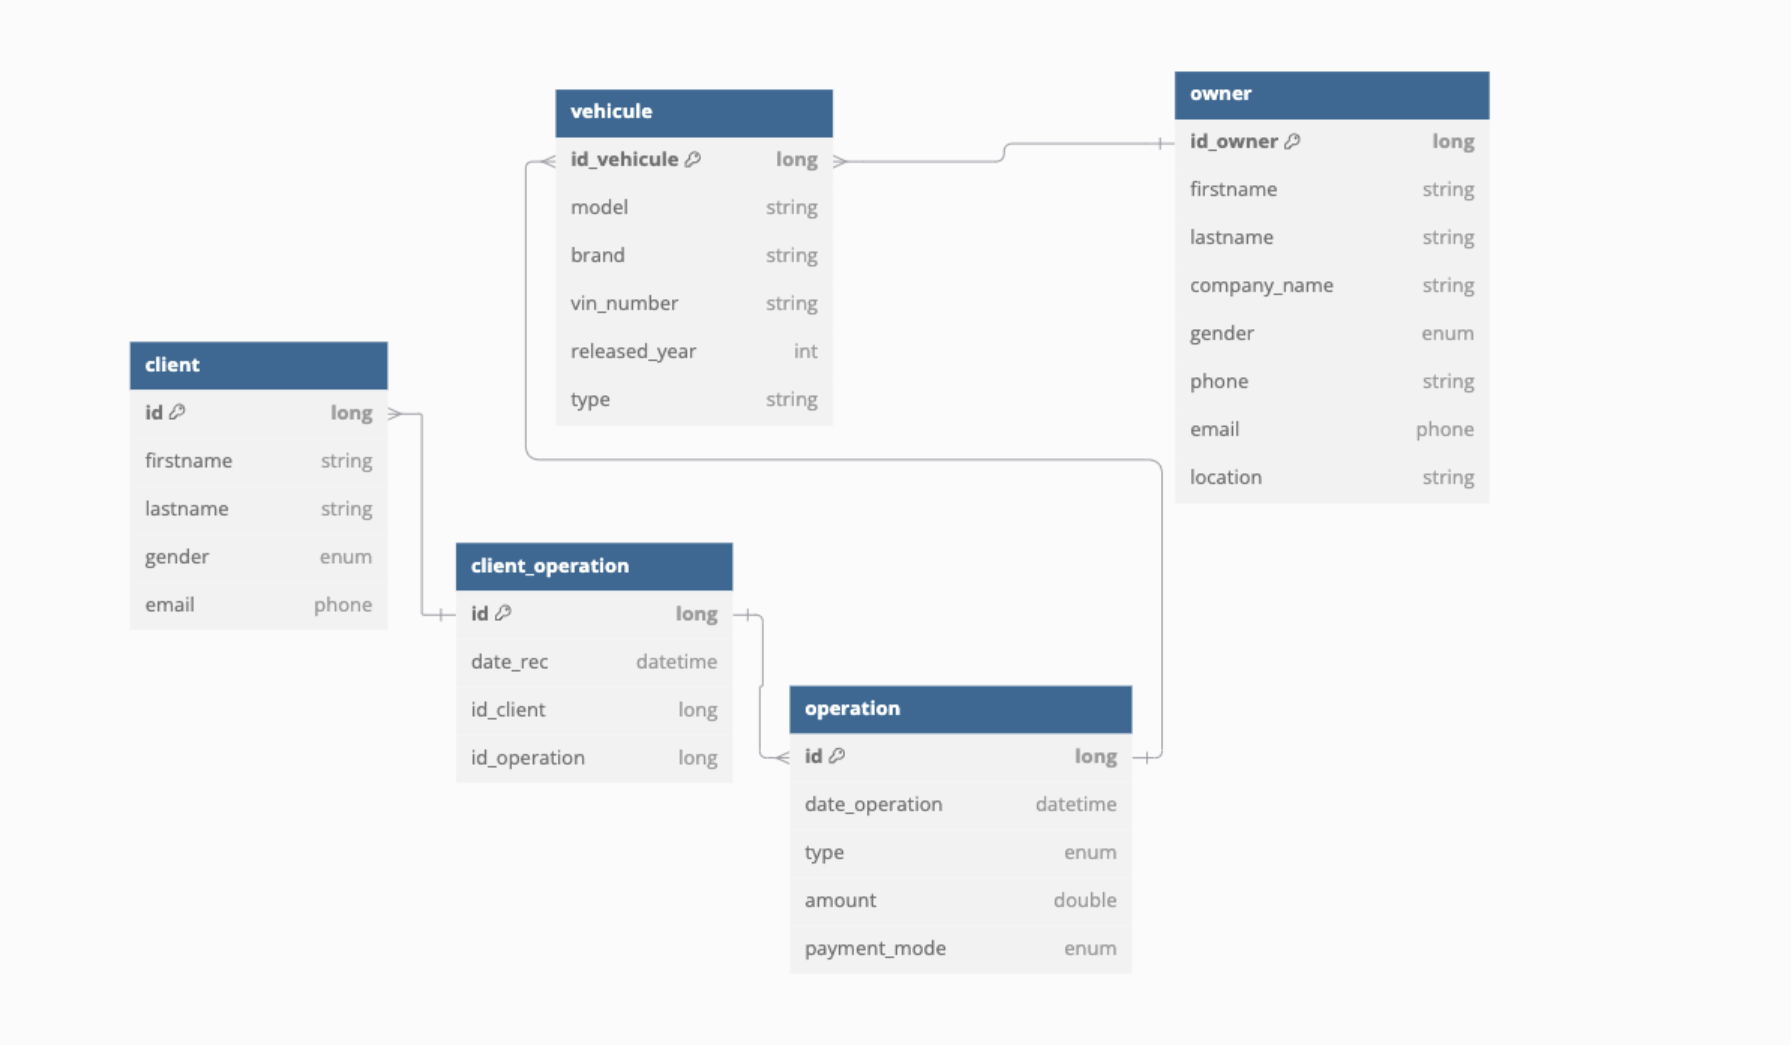 vehicule
id_vehicule long
model string
brand string
vin_number string
released_year int
type string
owner
id_owner long
firstname string
lastname string
company_name string
gender enum
phone string
email phone
location string
client
id long
firstname string
lastname string
gender enum
email phone
client_operation
id long
date_rec datetime
id_client long
id_operation long
operation
id long
date_operation datetime
type enum
amount double
payment_mode enum